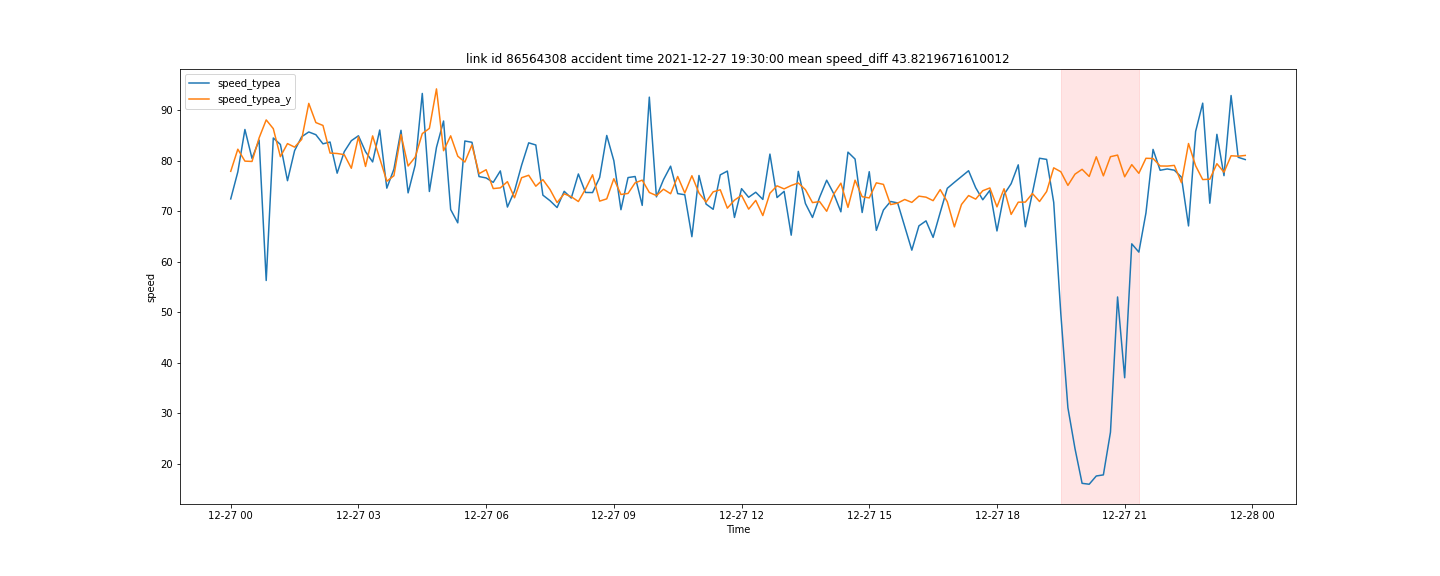 link id 86564308 accident time 2021-12-27 19:30:00 mean speed_diff 43.8219671610012
speed_typea
speed_typea_y
90
80
70
60
50
40
30
20
speed
12-27 00 12-27 03 12-27 06 12-27 09 12-27 12 12-27 15 12-27 18 12-27 21 12-28 00
Time